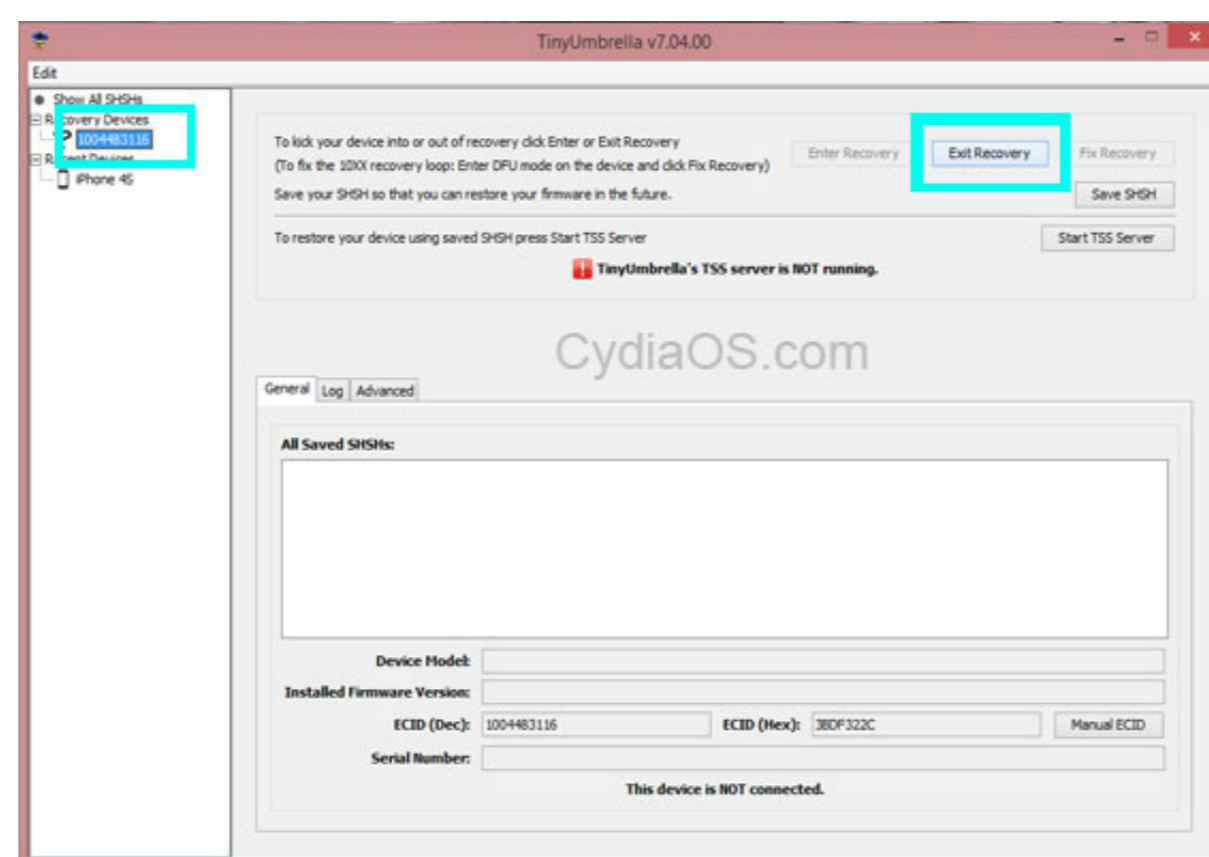 TinyUmbrella v7.04.00
Edit
Show All SHSHs
Recovery Devices
1004483116
Recent Devices
iPhone 4S
To kick your device into or out of recovery click Enter or Exit Recovery
(To fix the 10XX recovery loop: Enter DFU mode on the device and click Fix Recovery)
Enter Recovery
Exit Recovery
Fix Recovery
Save your SHSH so that you can restore your firmware in the future.
Save SHSH
To restore your device using saved SHSH press Start TSS Server
Start TSS Server
TinyUmbrella's TSS server is NOT running.
CydiaOS.com
General Log Advanced
All Saved SHSHs:
Device Model:
Installed Firmware Version:
ECID (Dec): 1004483116 ECID (Hex): 3BDF322C Manual ECID
Serial Number:
This device is NOT connected.